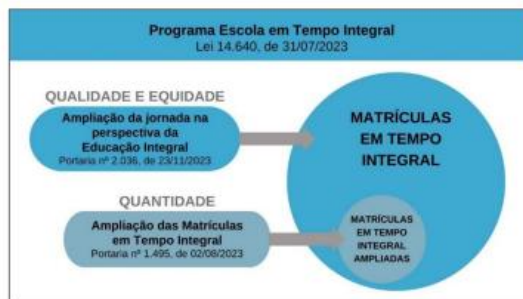 Programa Escola em Tempo Integral
Lei 14.640, de 31/07/2023
QUALIDADE E EQUIDADE
Ampliação da jornada na
perspectiva da
Educação Integral
Portaria nº 2.036, de 23/11/2023
QUANTIDADE
Ampliação das Matrículas
em Tempo Integral
Portaria nº 1.495, de 02/08/2023
MATRÍCULAS
EM TEMPO
INTEGRAL
MATRÍCULAS
EM TEMPO
INTEGRAL
AMPLIADAS